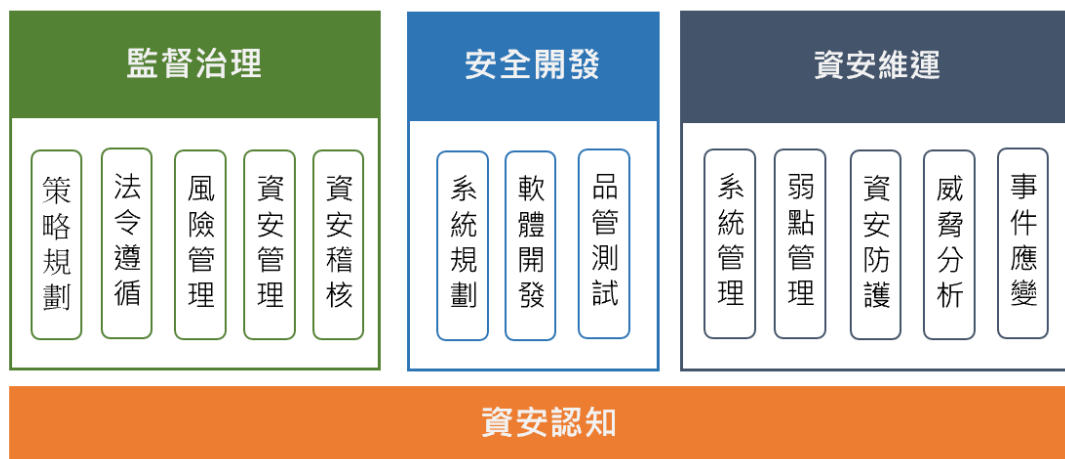 監督治理
策略規劃
法令遵循
風險管理
資安管理
資安稽核
安全開發
系統規劃
軟體開發
品管測試
資安維運
系統管理
弱點管理
資安防護
威脅分析
事件應變
資安認知